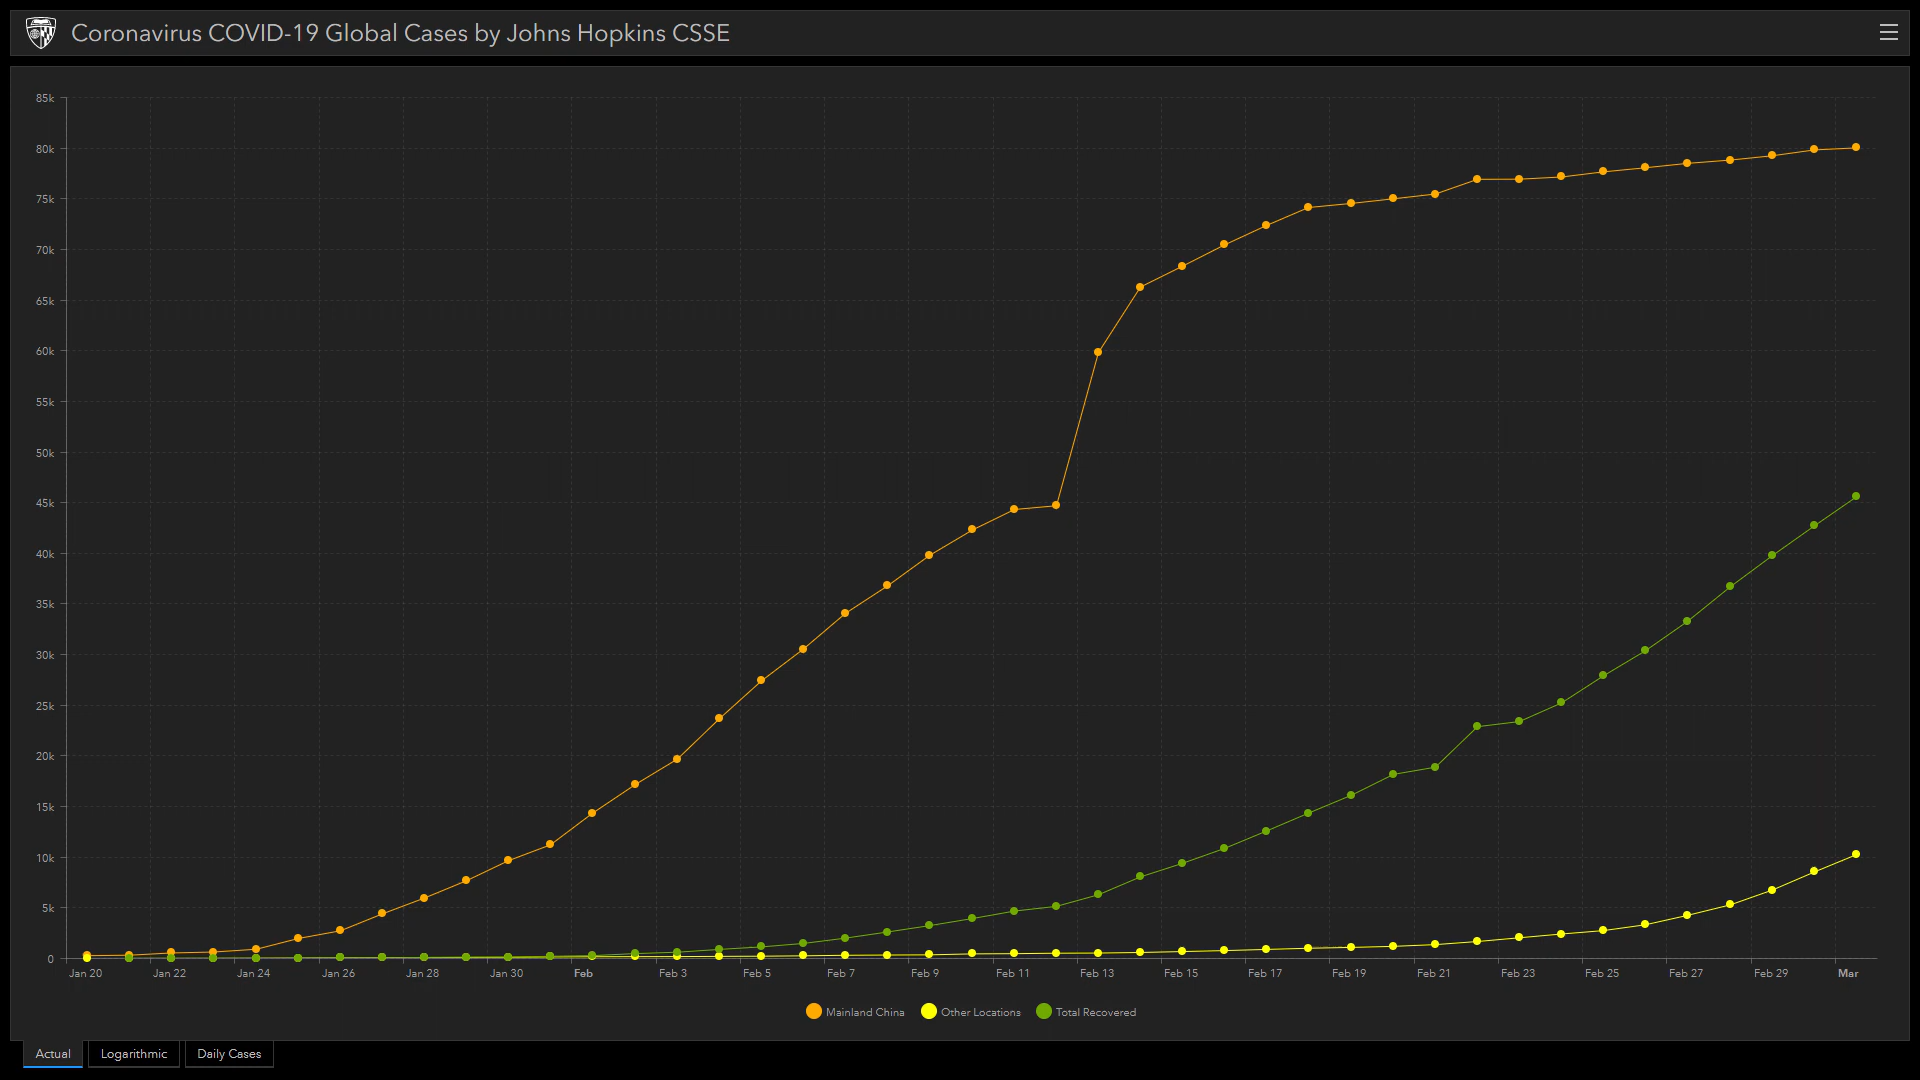 Coronavirus COVID-19 Global Cases by Johns Hopkins CSSE
85k
80k
75k
70k
65k
60k
55k
50k
45k
40k
35k
30k
25k
20k
15k
10k
5k
0
Jan 20 Jan 22 Jan 24 Jan 26 Jan 28 Jan 30 Feb Feb 3 Feb 5 Feb 7 Feb 9 Feb 11 Feb 13 Feb 15 Feb 17 Feb 19 Feb 21 Feb 23 Feb 25 Feb 27 Feb 29 Mar
Mainland China Other Locations Total Recovered
Actual Logarithmic Daily Cases